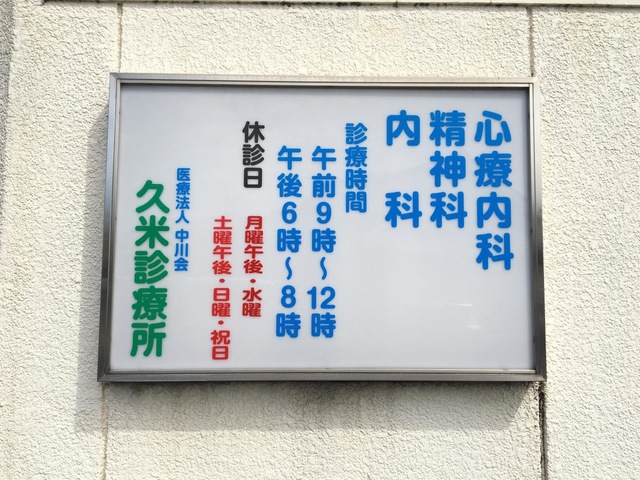 心療内科
精神科
内科
診療時間
午前9時〜12時
午後6時〜8時
休診日
月曜午後・水曜
土曜午後・日曜・祝日
医療法人 中川会
久米診療所